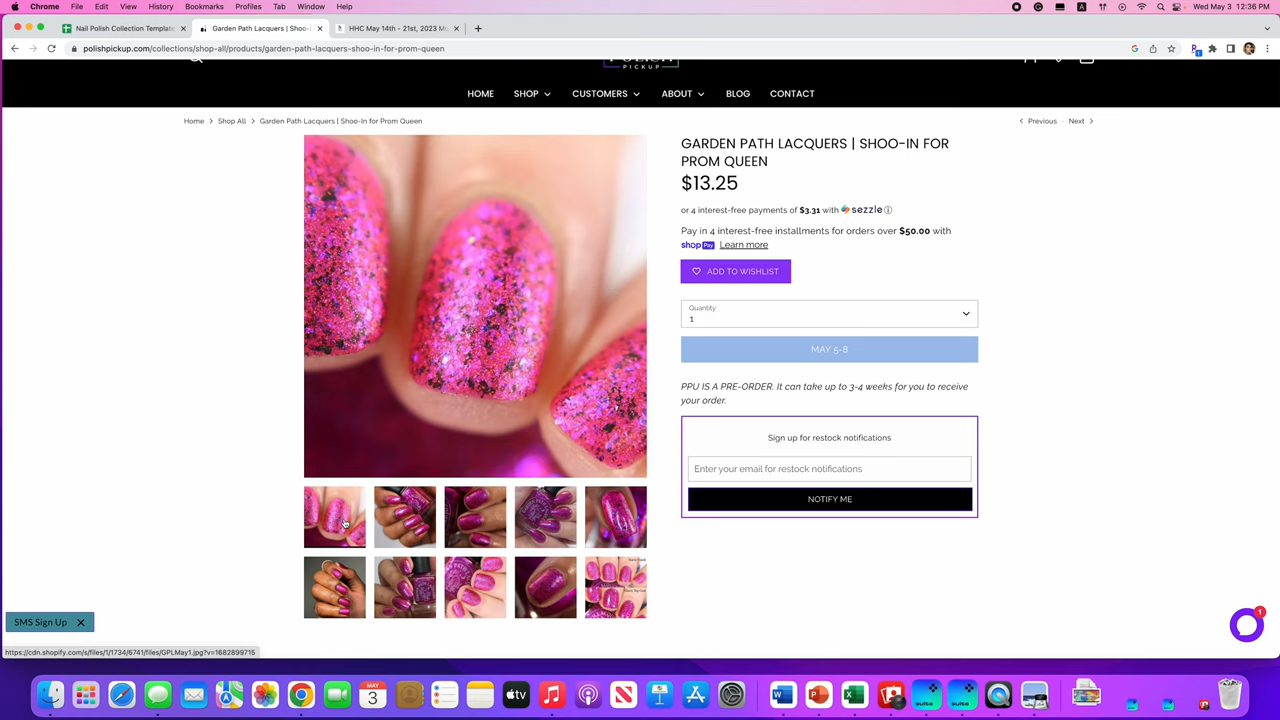 Chrome File Edit View History Bookmarks Profiles Tab Window Help Wed May 3 12:36 PM
Nail Polish Collection Template Garden Path Lacquers | Shoo-I HHC May 14th - 21st, 2023 M
polishpickup.com/collections/shop-all/products/garden-path-lacquers-shoo-in-for-prom-queen
PICKUP
HOME SHOP CUSTOMERS ABOUT BLOG CONTACT
Home Shop All Garden Path Lacquers | Shoo-In for Prom Queen Previous Next
GARDEN PATH LACQUERS | SHOO-IN FOR
PROM QUEEN
$13.25
or 4 interest-free payments of $3.31 with sezzle
Pay in 4 interest-free installments for orders over $50.00 with
shop Pay Learn more
ADD TO WISHLIST
Quantity
1
MAY 5-8
PPU IS A PRE-ORDER. It can take up to 3-4 weeks for you to receive
your order.
Sign up for restock notifications
Enter your email for restock notifications
NOTIFY ME
SMS Sign Up
1
https://cdn.shopify.com/s/files/1/1734/6741/files/GPLMay1.jpg?v=1682899715
MAY
3